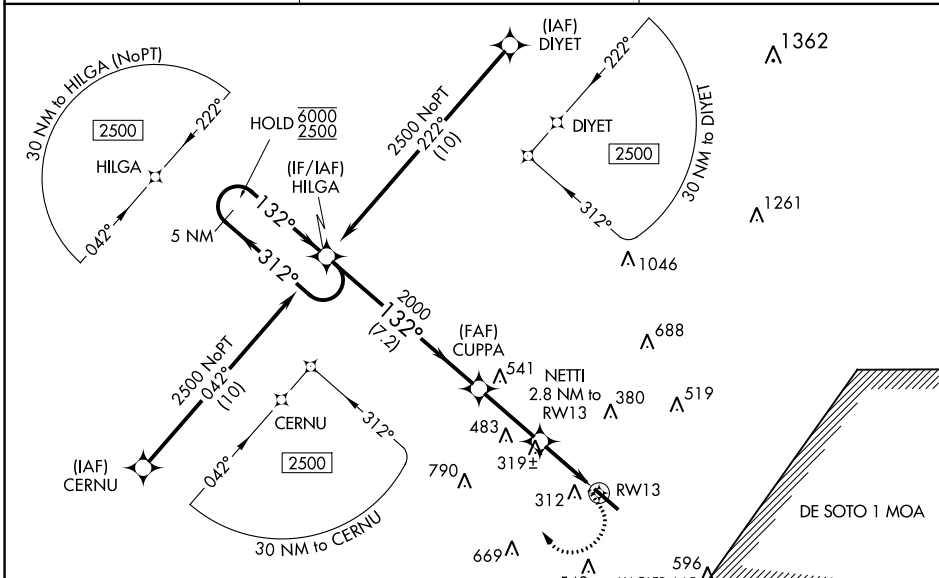 (IAF)
DIYET
1362
30 NM to HILGA (NoPT)
2500
222°
HILGA
042°
HOLD 6000
2500
(IF/IAF)
HILGA
2500 NoPT
222°
(10)
222°
DIYET
2500
312°
30 NM to DIYET
1261
1046
132°
5 NM
312°
2000
132°
(7.2)
(FAF)
CUPPA
541
688
NETTI
2.8 NM to
RW13
380
519
2500 NoPT
042°
(10)
(IAF)
CERNU
CERNU
042°
312°
2500
30 NM to CERNU
483
319±
790
312
RW13
DE SOTO 1 MOA
669
596